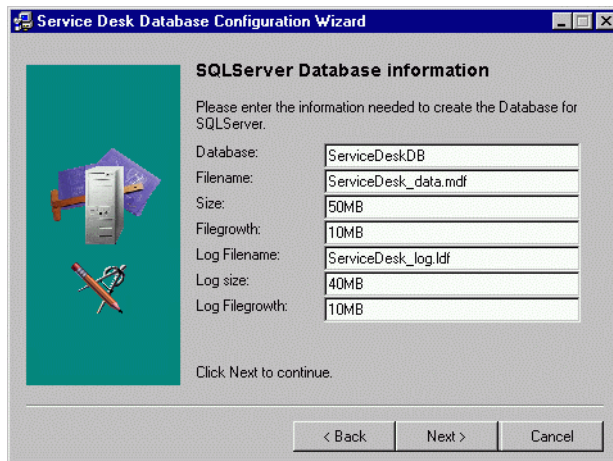 Service Desk Database Configuration Wizard
SQLServer Database information
Please enter the information needed to create the Database for
SQLServer.
Database: ServiceDeskDB
Filename: ServiceDesk_data.mdf
Size: 50MB
Filegrowth: 10MB
Log Filename: ServiceDesk_log.ldf
Log size: 40MB
Log Filegrowth: 10MB
Click Next to continue.
< Back Next > Cancel